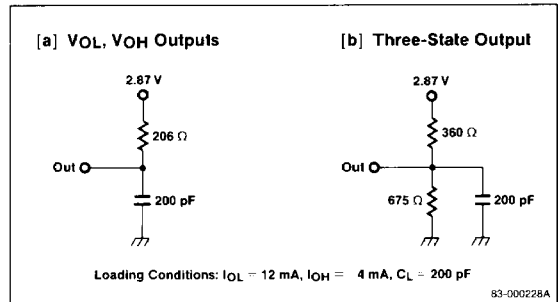 [a] VOL, VOH Outputs
2.87 V
206 Ω
Out
200 pF
[b] Three-State Output
2.87 V
360 Ω
Out
675 Ω
200 pF
Loading Conditions: IOL = 12 mA, IOH = 4 mA, CL = 200 pF
83-000228A